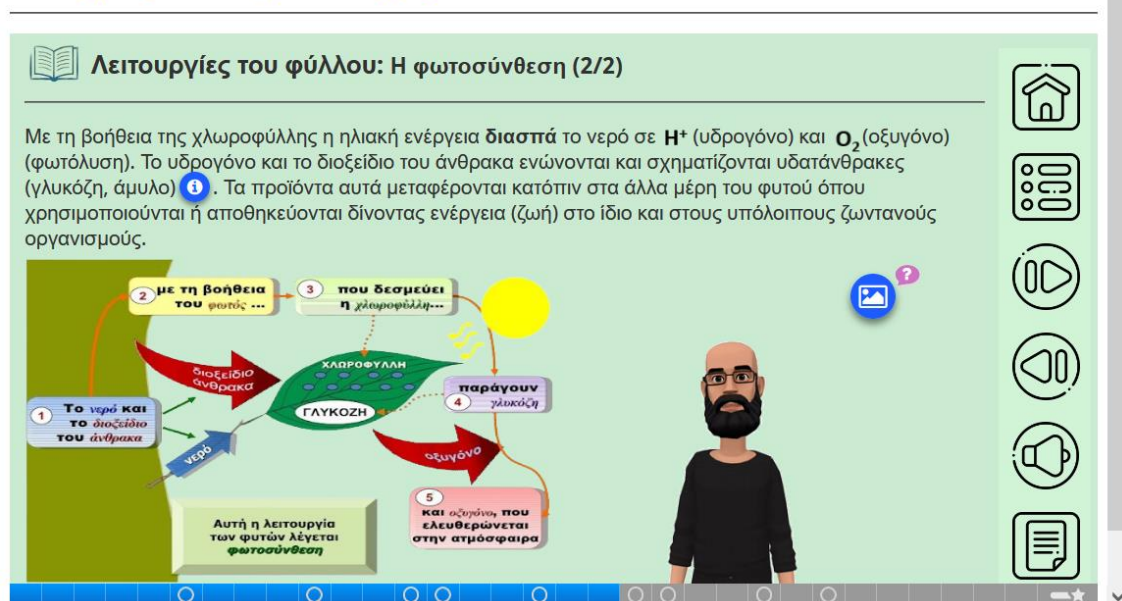 Λειτουργίες του φύλλου: Η φωτοσύνθεση (2/2)
Με τη βοήθεια της χλωροφύλλης η ηλιακή ενέργεια διασπά το νερό σε H⁺ (υδρογόνο) και O₂ (οξυγόνο)
(φωτόλυση). Το υδρογόνο και το διοξείδιο του άνθρακα ενώνονται και σχηματίζονται υδατάνθρακες
(γλυκόζη, άμυλο) i . Τα προϊόντα αυτά μεταφέρονται κατόπιν στα άλλα μέρη του φυτού όπου
χρησιμοποιούνται ή αποθηκεύονται δίνοντας ενέργεια (ζωή) στο ίδιο και στους υπόλοιπους ζωντανούς
οργανισμούς.
2 με τη βοήθεια
του φωτός ...
3 που δεσμεύει
η χλωροφύλλη...
?
διοξείδιο
άνθρακα
ΧΛΩΡΟΦΥΛΛΗ
ΓΛΥΚΟΖΗ
1 Το νερό και
το διοξείδιο
του άνθρακα
νερό
παράγουν
4 γλυκόζη
οξυγόνο
5
και οξυγόνο, που
ελευθερώνεται
στην ατμόσφαιρα
Αυτή η λειτουργία
των φυτών λέγεται
φωτοσύνθεση